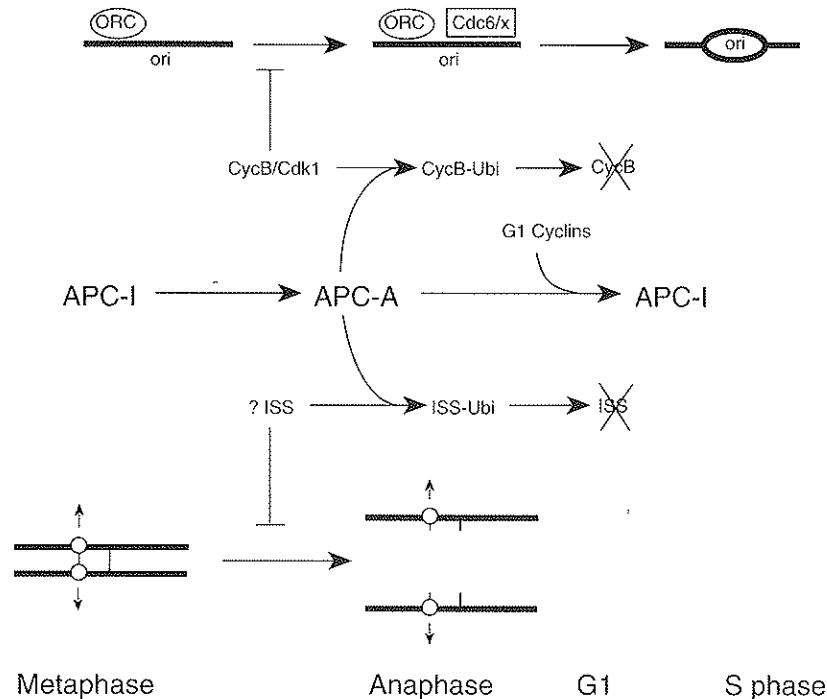 ORC
ori
ORC
Cdc6/x
ori
ori
CycB/Cdk1
CycB-Ubi
CycB
G1 Cyclins
APC-I
APC-A
APC-I
? ISS
ISS-Ubi
ISS
Metaphase
Anaphase
G1
S phase